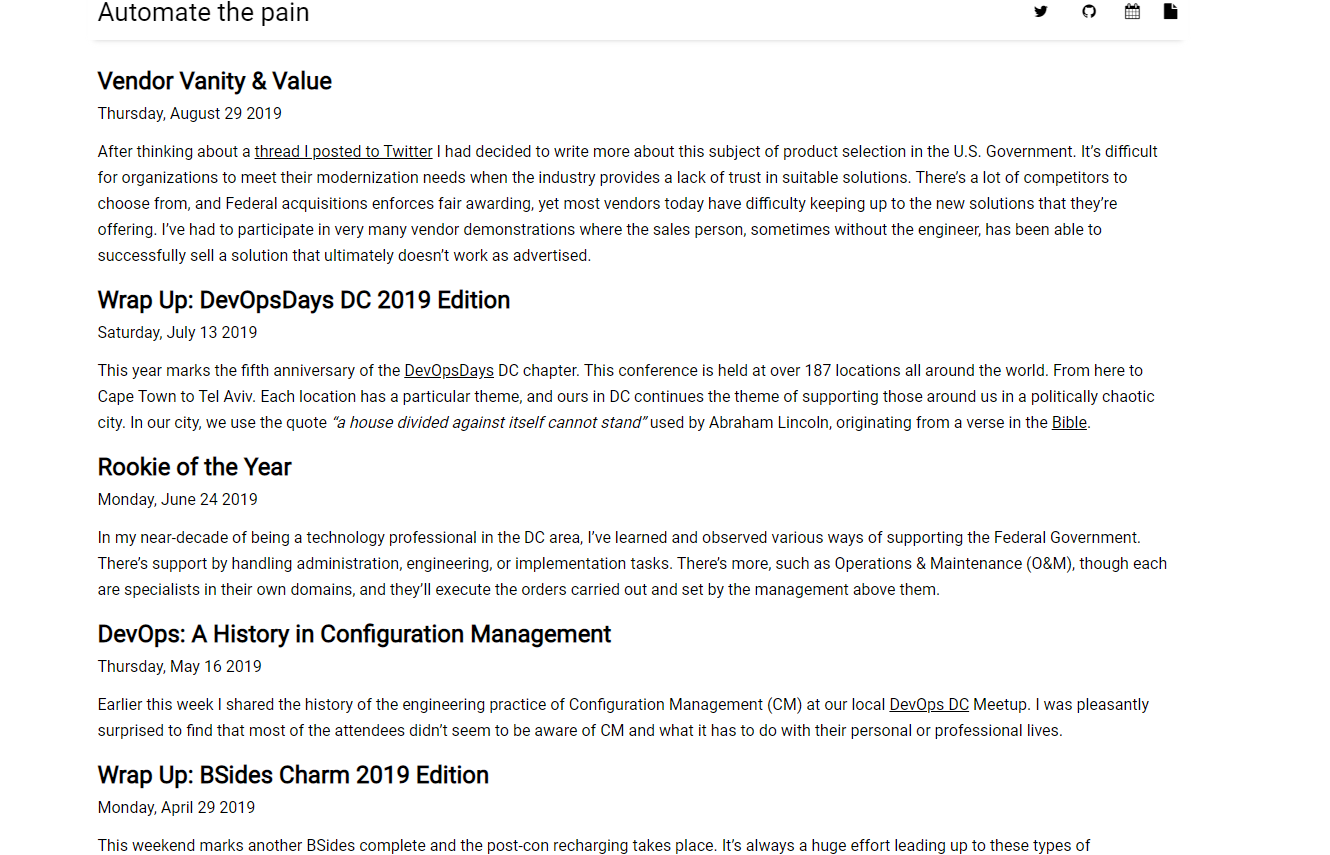 Automate the pain
Vendor Vanity & Value
Thursday, August 29 2019
After thinking about a thread I posted to Twitter I had decided to write more about this subject of product selection in the U.S. Government. It’s difficult
for organizations to meet their modernization needs when the industry provides a lack of trust in suitable solutions. There’s a lot of competitors to
choose from, and Federal acquisitions enforces fair awarding, yet most vendors today have difficulty keeping up to the new solutions that they’re
offering. I’ve had to participate in very many vendor demonstrations where the sales person, sometimes without the engineer, has been able to
successfully sell a solution that ultimately doesn’t work as advertised.
Wrap Up: DevOpsDays DC 2019 Edition
Saturday, July 13 2019
This year marks the fifth anniversary of the DevOpsDays DC chapter. This conference is held at over 187 locations all around the world. From here to
Cape Town to Tel Aviv. Each location has a particular theme, and ours in DC continues the theme of supporting those around us in a politically chaotic
city. In our city, we use the quote “a house divided against itself cannot stand” used by Abraham Lincoln, originating from a verse in the Bible.
Rookie of the Year
Monday, June 24 2019
In my near-decade of being a technology professional in the DC area, I’ve learned and observed various ways of supporting the Federal Government.
There’s support by handling administration, engineering, or implementation tasks. There’s more, such as Operations & Maintenance (O&M), though each
are specialists in their own domains, and they’ll execute the orders carried out and set by the management above them.
DevOps: A History in Configuration Management
Thursday, May 16 2019
Earlier this week I shared the history of the engineering practice of Configuration Management (CM) at our local DevOps DC Meetup. I was pleasantly
surprised to find that most of the attendees didn’t seem to be aware of CM and what it has to do with their personal or professional lives.
Wrap Up: BSides Charm 2019 Edition
Monday, April 29 2019
This weekend marks another BSides complete and the post-con recharging takes place. It’s always a huge effort leading up to these types of